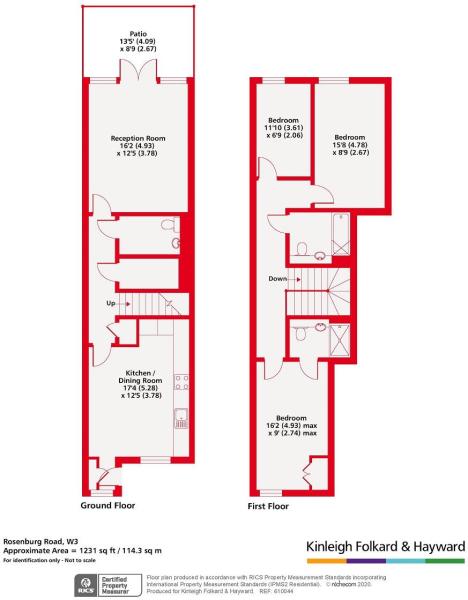 Patio
13'5' (4.09)
x 8'9 (2.67)
Reception Room
16'2 (4.93)
x 12'5 (3.78)
Up
Kitchen /
Dining Room
17'4 (5.28)
x 12'5 (3.78)
Ground Floor
Bedroom
11'10 (3.61)
x 6'9 (2.06)
Bedroom
15'8 (4.78)
x 8'9 (2.67)
Down
Bedroom
16'2 (4.93) max
x 9' (2.74) max
First Floor
Rosenburg Road, W3
Approximate Area = 1231 sq ft / 114.3 sq m
For identification only - Not to scale
Kinleigh Folkard & Hayward
RICS
Certified
Property
Measurer
Floor plan produced in accordance with RICS Property Measurement Standards incorporating
International Property Measurement Standards (IPMS2 Residential). © nichecom 2020.
Produced for Kinleigh Folkard & Hayward. REF: 610044